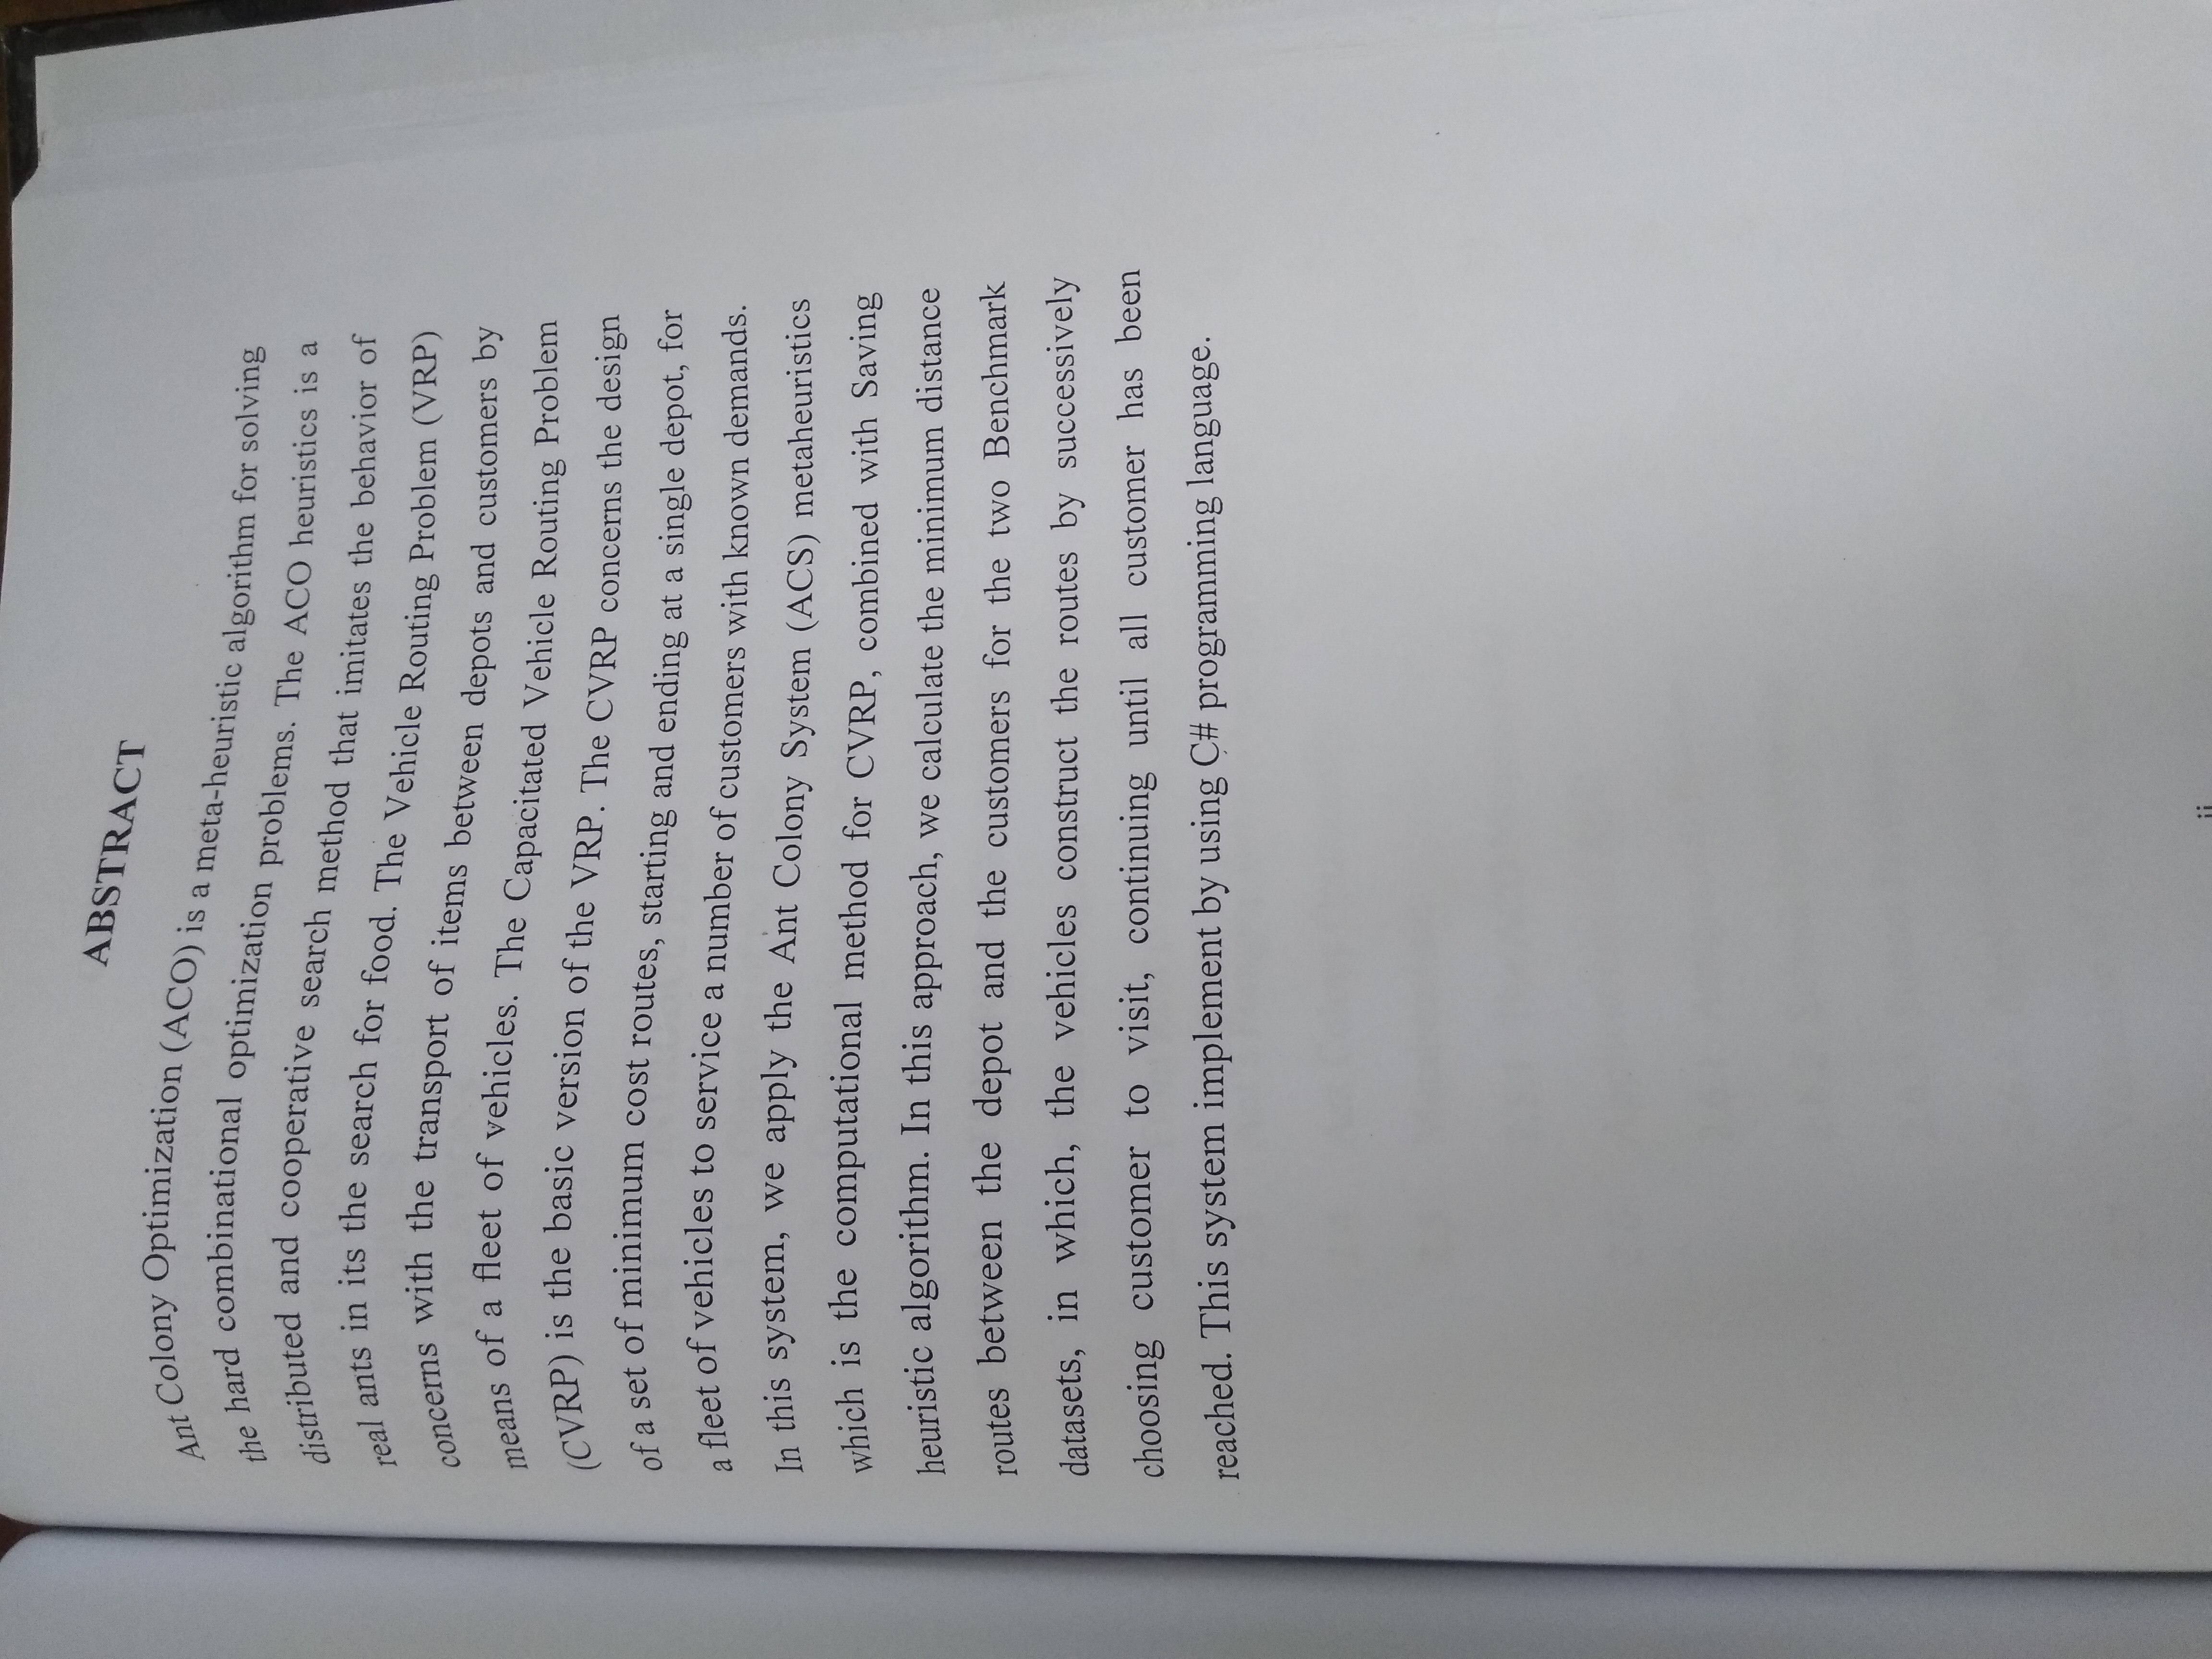 ABSTRACT
Ant Colony Optimization (ACO) is a meta-heuristic algorithm for solving
the hard combinational optimization problems. The ACO heuristics is a
distributed and cooperative search method that imitates the behavior of
real ants in its the search for food. The Vehicle Routing Problem (VRP)
concerns with the transport of items between depots and customers by
means of a fleet of vehicles. The Capacitated Vehicle Routing Problem
(CVRP) is the basic version of the VRP. The CVRP concerns the design
of a set of minimum cost routes, starting and ending at a single depot, for
a fleet of vehicles to service a number of customers with known demands.
In this system, we apply the Ant Colony System (ACS) metaheuristics
which is the computational method for CVRP, combined with Saving
heuristic algorithm. In this approach, we calculate the minimum distance
routes between the depot and the customers for the two Benchmark
datasets, in which, the vehicles construct the routes by successively
choosing customer to visit, continuing until all customer has been
reached. This system implement by using C# programming language.
ii